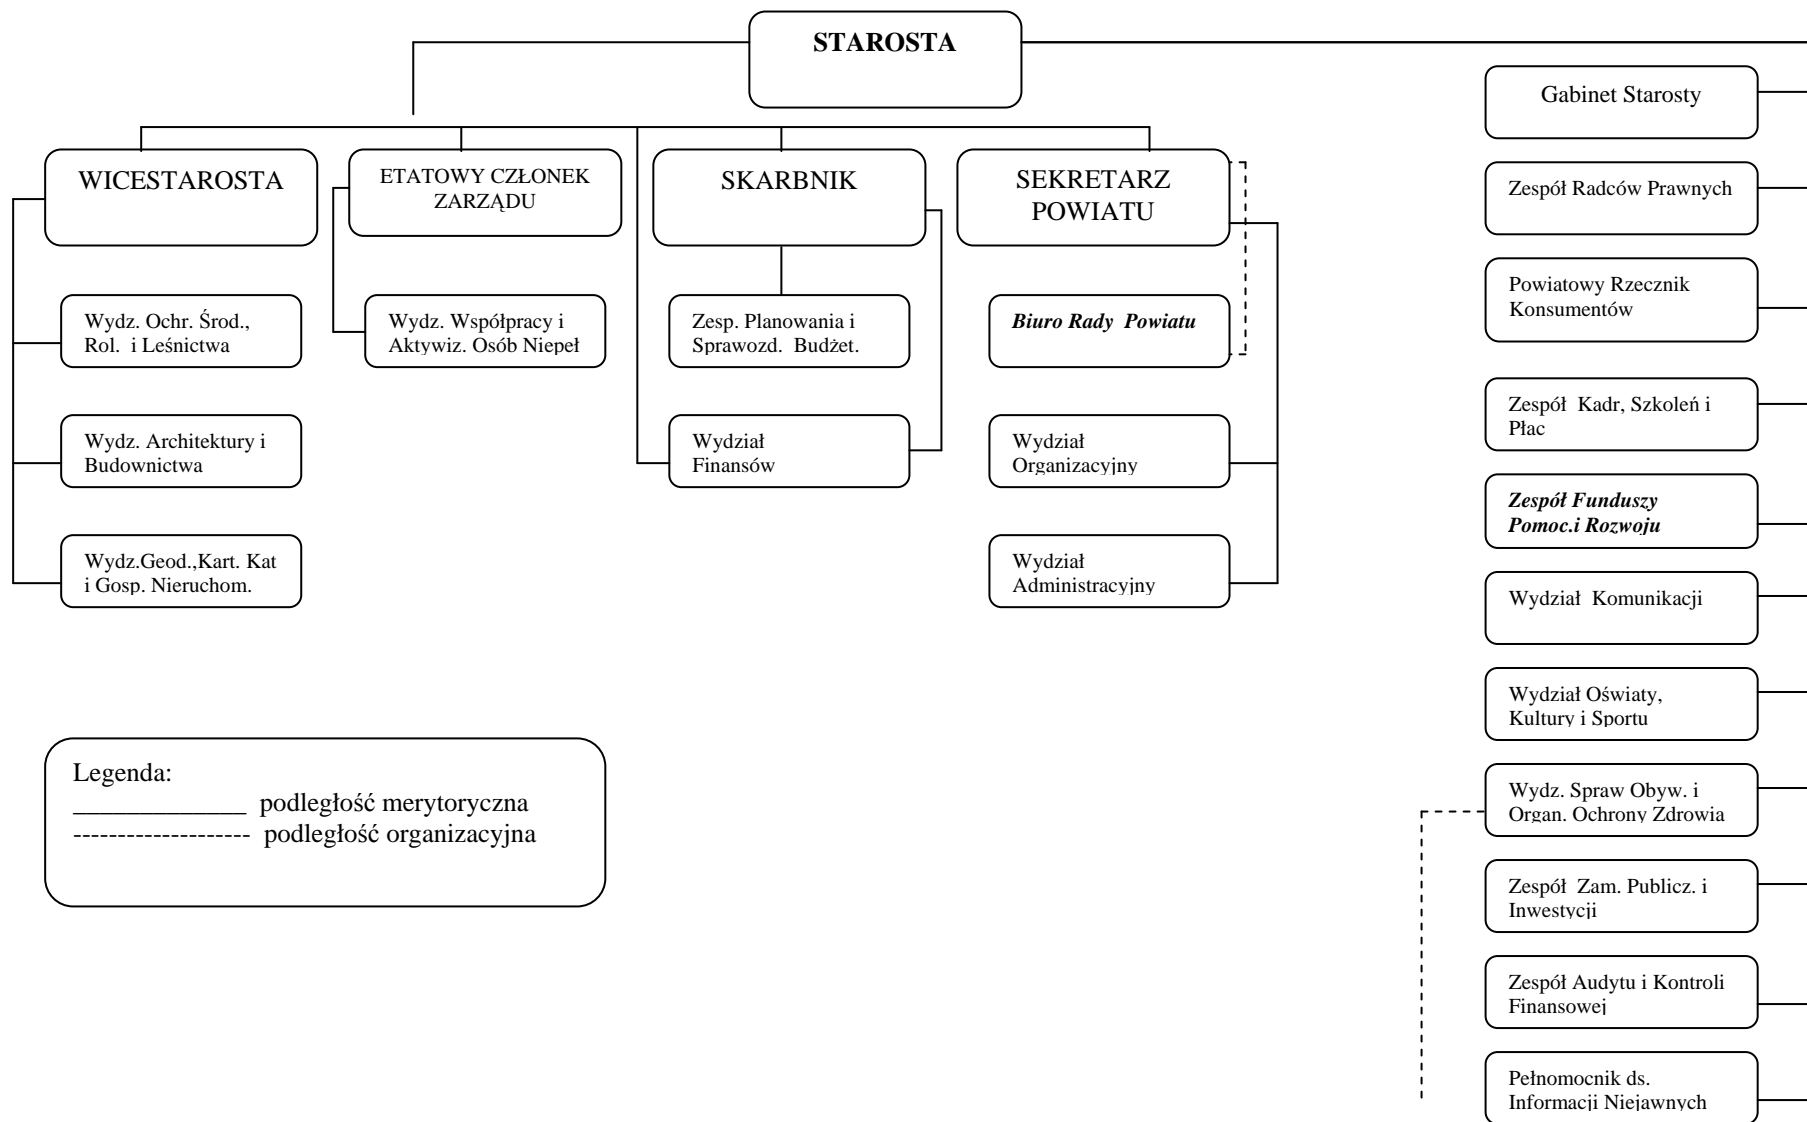 STAROSTA
Gabinet Starosty
WICESTAROSTA
ETATOWY CZŁONEK
ZARZĄDU
SKARBNIK
SEKRETARZ
POWIATU
Zespół Radców Prawnych
Powiatowy Rzecznik
Konsumentów
Wydz. Ochr. Środ.,
Rol. i Leśnictwa
Wydz. Współpracy i
Aktywiz. Osób Niepeł
Zesp. Planowania i
Sprawozd. Budżet.
Biuro Rady Powiatu
Zespół Kadr, Szkoleń i
Płac
Wydz. Architektury i
Budownictwa
Wydział
Finansów
Wydział
Organizacyjny
Zespół Funduszy
Pomoc.i Rozwoju
Wydz.Geod.,Kart. Kat
i Gosp. Nieruchom.
Wydział
Administracyjny
Wydział Komunikacji
Wydział Oświaty,
Kultury i Sportu
Legenda:
_____________ podległość merytoryczna
-------------------- podległość organizacyjna
Wydz. Spraw Obyw. i
Organ. Ochrony Zdrowia
Zespół Zam. Publicz. i
Inwestycji
Zespół Audytu i Kontroli
Finansowej
Pełnomocnik ds.
Informacji Niejawnych